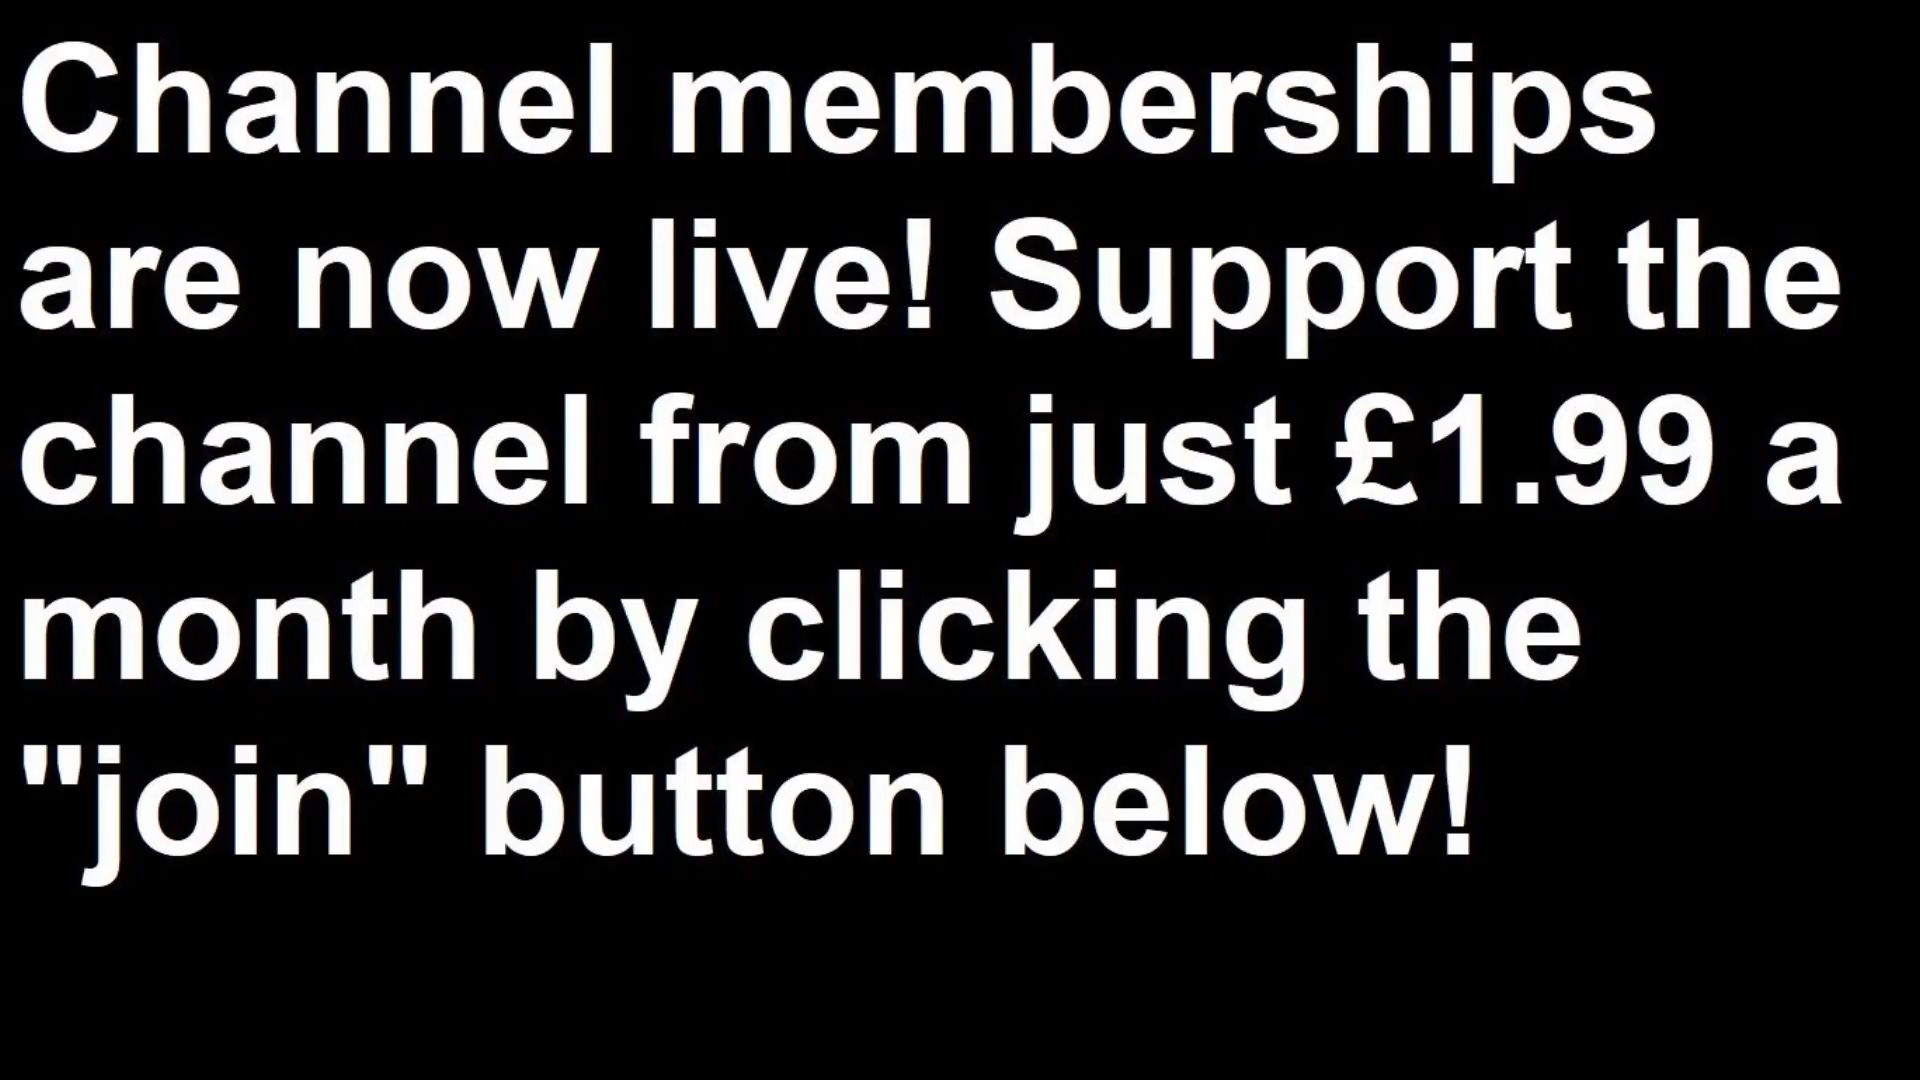 Channel memberships
are now live! Support the
channel from just £1.99 a
month by clicking the
"join" button below!